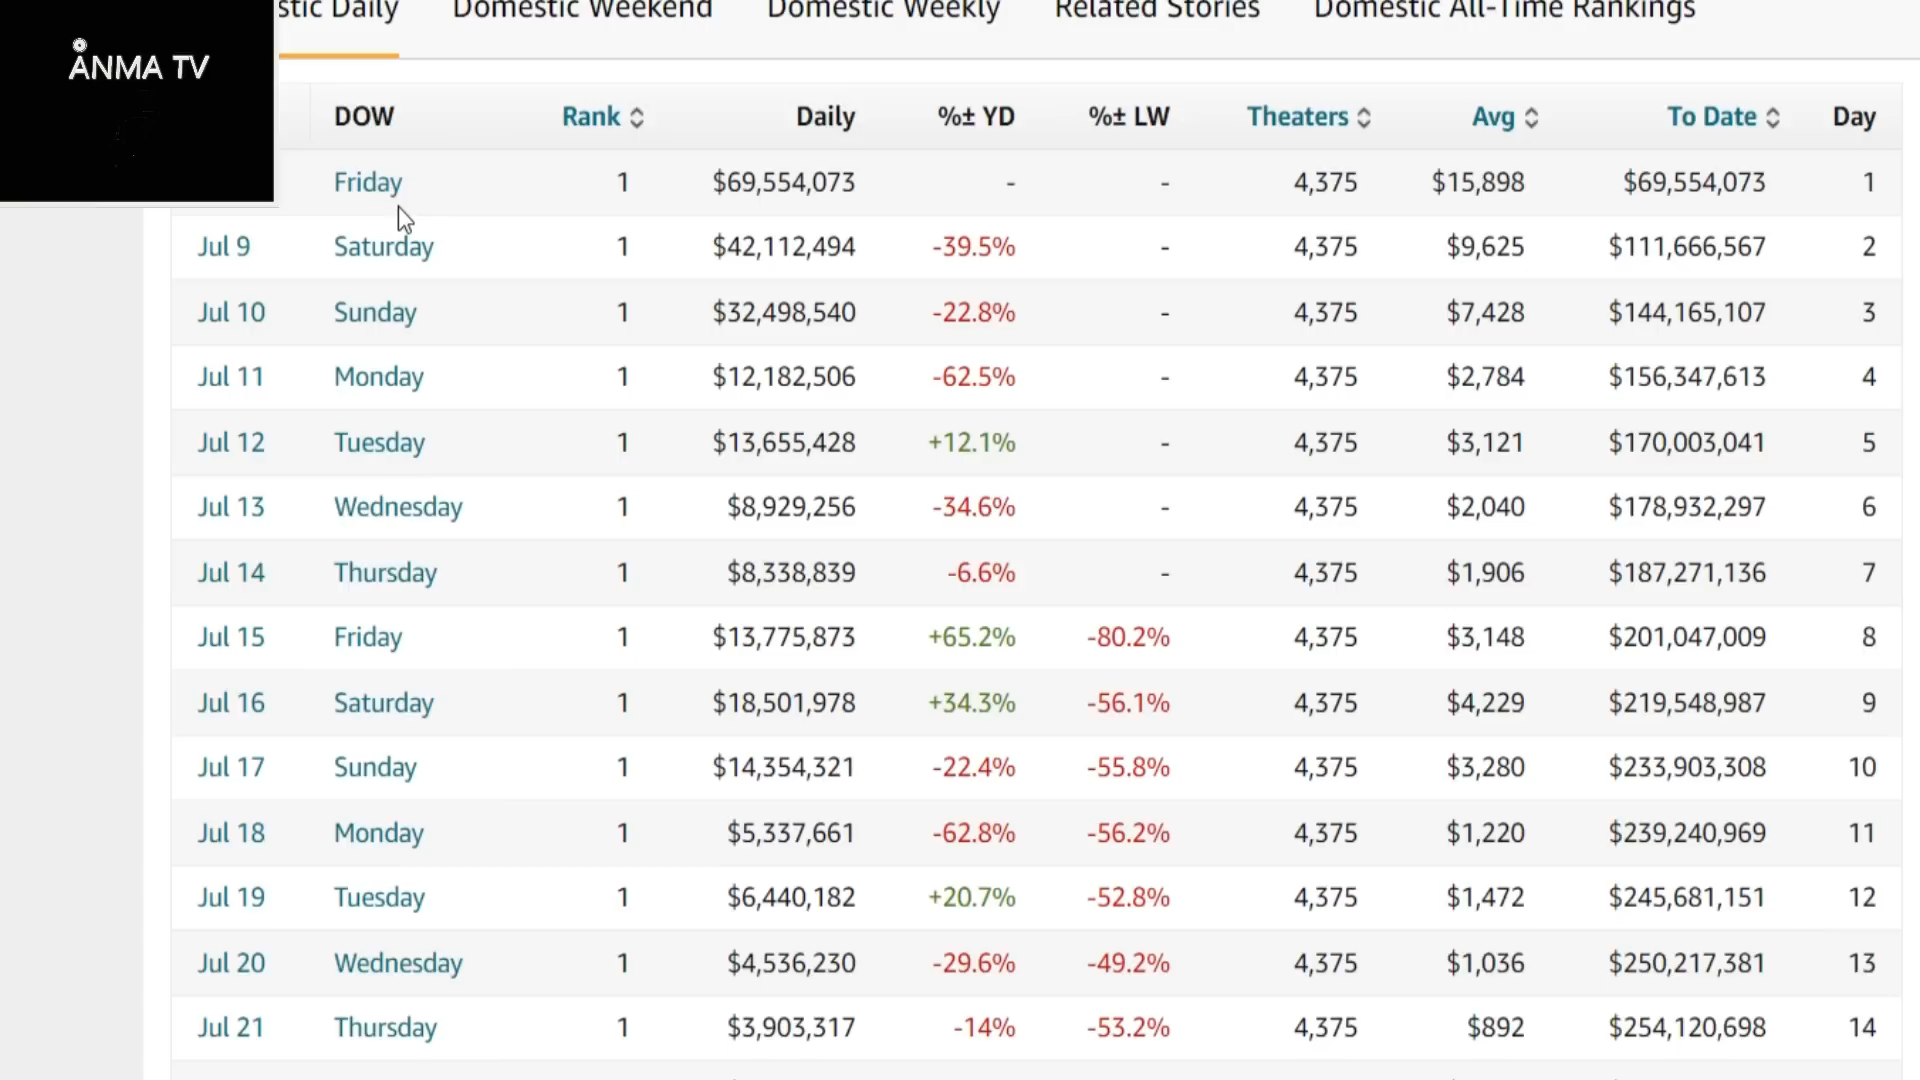 ANMA TV
stic Daily Domestic Weekend Domestic Weekly Related Stories Domestic All-Time Rankings
DOW Rank Daily %± YD %± LW Theaters Avg To Date Day
Friday 1 $69,554,073 - - 4,375 $15,898 $69,554,073 1
Jul 9 Saturday 1 $42,112,494 -39.5% - 4,375 $9,625 $111,666,567 2
Jul 10 Sunday 1 $32,498,540 -22.8% - 4,375 $7,428 $144,165,107 3
Jul 11 Monday 1 $12,182,506 -62.5% - 4,375 $2,784 $156,347,613 4
Jul 12 Tuesday 1 $13,655,428 +12.1% - 4,375 $3,121 $170,003,041 5
Jul 13 Wednesday 1 $8,929,256 -34.6% - 4,375 $2,040 $178,932,297 6
Jul 14 Thursday 1 $8,338,839 -6.6% - 4,375 $1,906 $187,271,136 7
Jul 15 Friday 1 $13,775,873 +65.2% -80.2% 4,375 $3,148 $201,047,009 8
Jul 16 Saturday 1 $18,501,978 +34.3% -56.1% 4,375 $4,229 $219,548,987 9
Jul 17 Sunday 1 $14,354,321 -22.4% -55.8% 4,375 $3,280 $233,903,308 10
Jul 18 Monday 1 $5,337,661 -62.8% -56.2% 4,375 $1,220 $239,240,969 11
Jul 19 Tuesday 1 $6,440,182 +20.7% -52.8% 4,375 $1,472 $245,681,151 12
Jul 20 Wednesday 1 $4,536,230 -29.6% -49.2% 4,375 $1,036 $250,217,381 13
Jul 21 Thursday 1 $3,903,317 -14% -53.2% 4,375 $892 $254,120,698 14